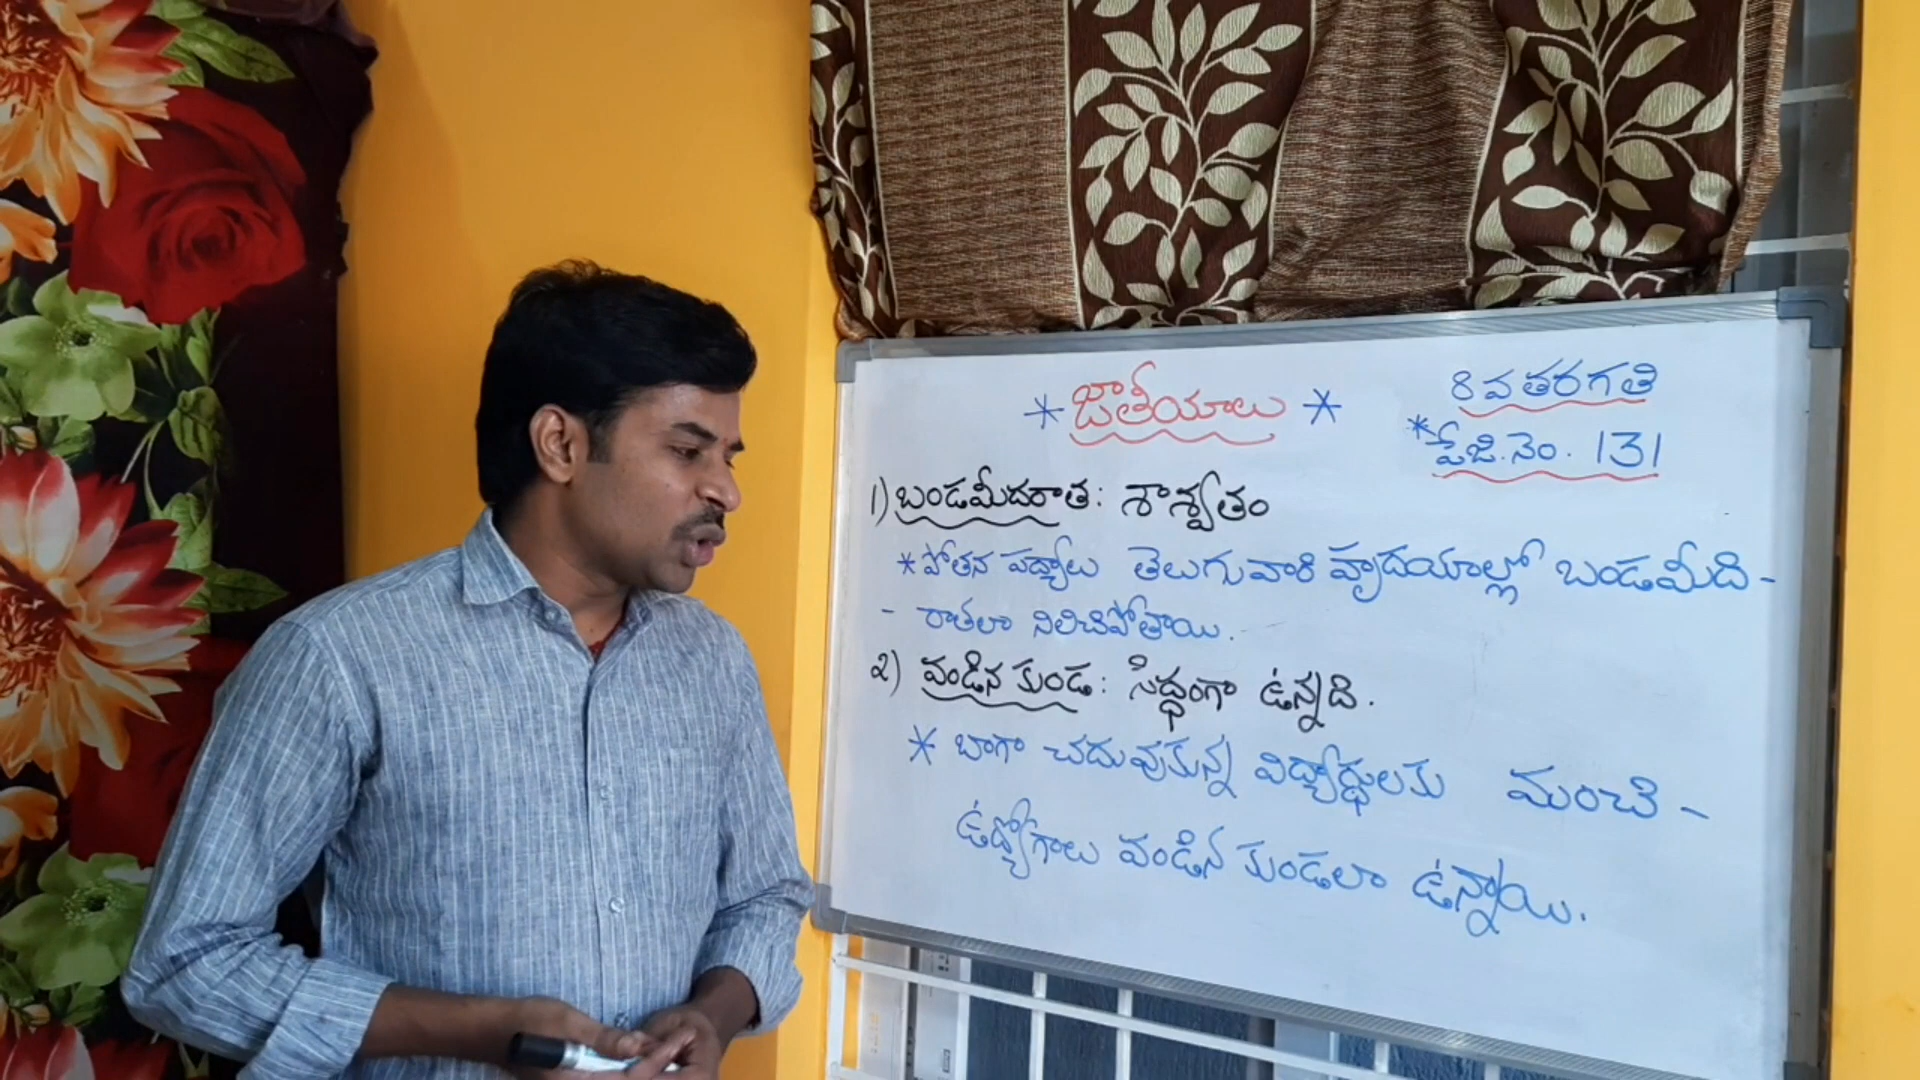 * జాతీయాలు *
8వ తరగతి
* పేజి.నెం. 131
1) బండమీదరాత: శాశ్వతం
* పోతన పద్యాలు తెలుగువారి హృదయాల్లో బండమీది -
- రాతలా నిలిచిపోతాయి.
2) వండిన కుండ: సిద్ధంగా ఉన్నది.
* బాగా చదువుకున్న విద్యార్థులకు మంచి -
ఉద్యోగాలు వండిన కుండలా ఉన్నాయి.